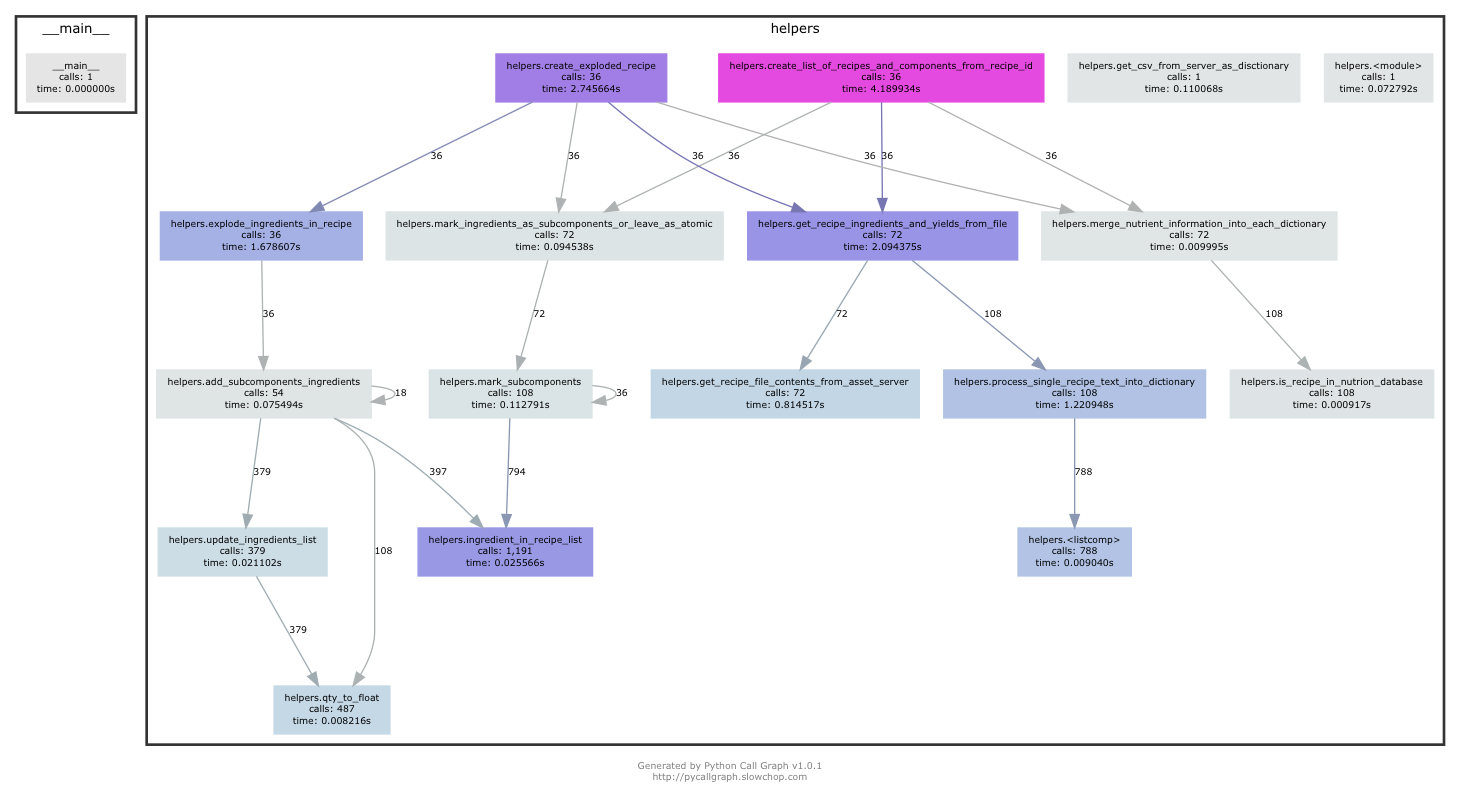 __main__
helpers
__main__
calls: 1
time: 0.000000s
helpers.create_exploded_recipe
calls: 36
time: 2.745664s
helpers.create_list_of_recipes_and_components_from_recipe_id
calls: 36
time: 4.189934s
helpers.get_csv_from_server_as_disctionary
calls: 1
time: 0.110068s
helpers.<module>
calls: 1
time: 0.072792s
36
36
36
36
36
36
36
helpers.explode_ingredients_in_recipe
calls: 36
time: 1.678607s
helpers.mark_ingredients_as_subcomponents_or_leave_as_atomic
calls: 72
time: 0.094538s
helpers.get_recipe_ingredients_and_yields_from_file
calls: 72
time: 2.094375s
helpers.merge_nutrient_information_into_each_dictionary
calls: 72
time: 0.009995s
36
72
72
108
108
helpers.add_subcomponents_ingredients
calls: 54
time: 0.075494s
18
helpers.mark_subcomponents
calls: 108
time: 0.112791s
36
helpers.get_recipe_file_contents_from_asset_server
calls: 72
time: 0.814517s
helpers.process_single_recipe_text_into_dictionary
calls: 108
time: 1.220948s
helpers.is_recipe_in_nutrion_database
calls: 108
time: 0.000917s
379
397
794
788
helpers.update_ingredients_list
calls: 379
time: 0.021102s
108
helpers.ingredient_in_recipe_list
calls: 1,191
time: 0.025566s
helpers.<listcomp>
calls: 788
time: 0.009040s
379
helpers.qty_to_float
calls: 487
time: 0.008216s
Generated by Python Call Graph v1.0.1
http://pycallgraph.slowchop.com